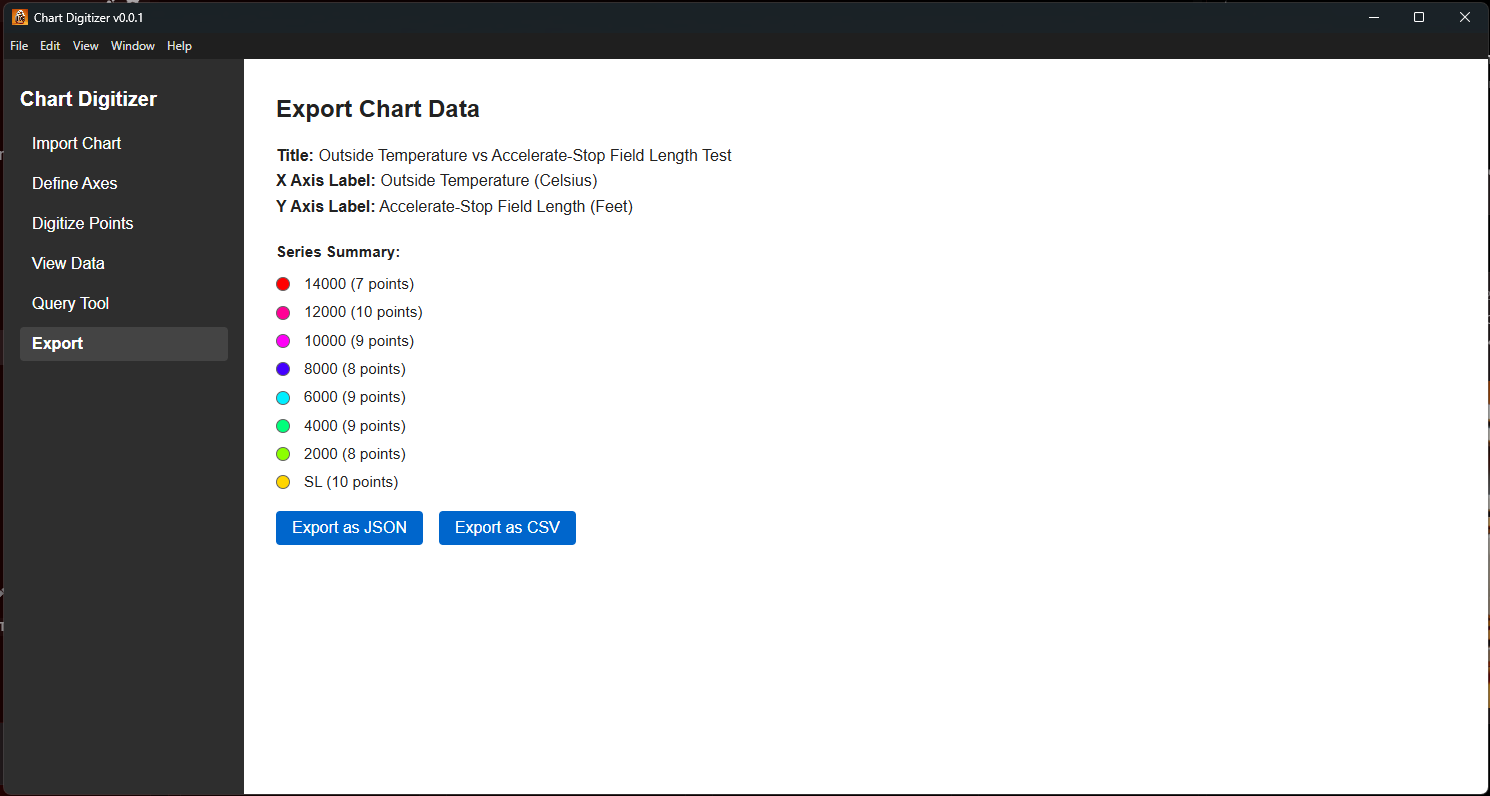 Chart Digitizer v0.0.1
File Edit View Window Help
Chart Digitizer
Import Chart
Define Axes
Digitize Points
View Data
Query Tool
Export
Export Chart Data
Title: Outside Temperature vs Accelerate-Stop Field Length Test
X Axis Label: Outside Temperature (Celsius)
Y Axis Label: Accelerate-Stop Field Length (Feet)
Series Summary:
14000 (7 points)
12000 (10 points)
10000 (9 points)
8000 (8 points)
6000 (9 points)
4000 (9 points)
2000 (8 points)
SL (10 points)
Export as JSON Export as CSV